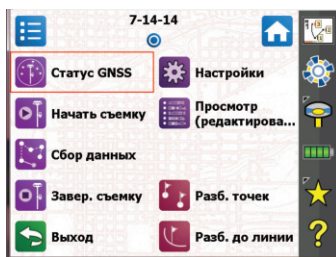 7-14-14
Статус GNSS
Настройки
Начать съемку
Просмотр
(редактирова...
Сбор данных
Завер. съемку
Разб. точек
Выход
Разб. до линии